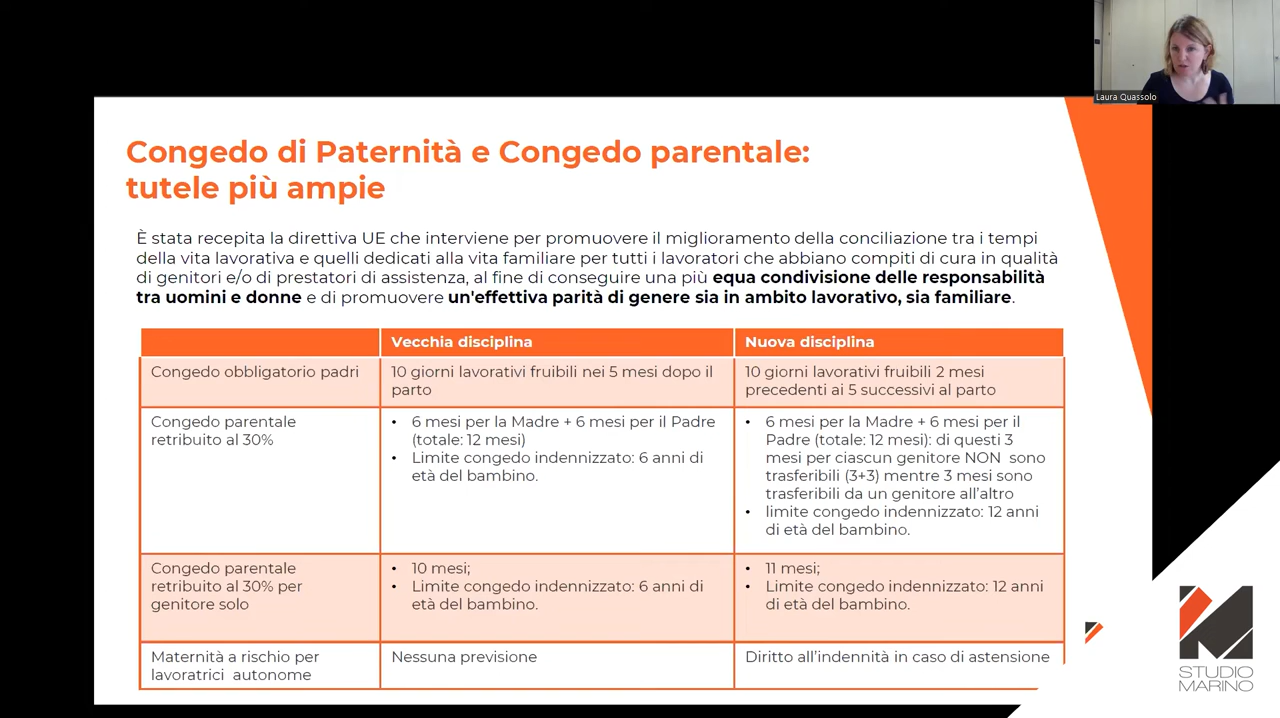 Laura Quassolo
Congedo di Paternità e Congedo parentale:
tutele più ampie
È stata recepita la direttiva UE che interviene per promuovere il miglioramento della conciliazione tra i tempi
della vita lavorativa e quelli dedicati alla vita familiare per tutti i lavoratori che abbiano compiti di cura in qualità
di genitori e/o di prestatori di assistenza, al fine di conseguire una più equa condivisione delle responsabilità
tra uomini e donne e di promuovere un'effettiva parità di genere sia in ambito lavorativo, sia familiare.
Vecchia disciplina
Nuova disciplina
Congedo obbligatorio padri
10 giorni lavorativi fruibili nei 5 mesi dopo il
parto
10 giorni lavorativi fruibili 2 mesi
precedenti ai 5 successivi al parto
Congedo parentale
retribuito al 30%
• 6 mesi per la Madre + 6 mesi per il Padre
(totale: 12 mesi)
• Limite congedo indennizzato: 6 anni di
età del bambino.
• 6 mesi per la Madre + 6 mesi per il
Padre (totale: 12 mesi): di questi 3
mesi per ciascun genitore NON sono
trasferibili (3+3) mentre 3 mesi sono
trasferibili da un genitore all'altro
• limite congedo indennizzato: 12 anni
di età del bambino.
Congedo parentale
retribuito al 30% per
genitore solo
• 10 mesi;
• Limite congedo indennizzato: 6 anni di
età del bambino.
• 11 mesi;
• Limite congedo indennizzato: 12 anni
di età del bambino.
Maternità a rischio per
lavoratrici autonome
Nessuna previsione
Diritto all'indennità in caso di astensione
STUDIO
MARINO